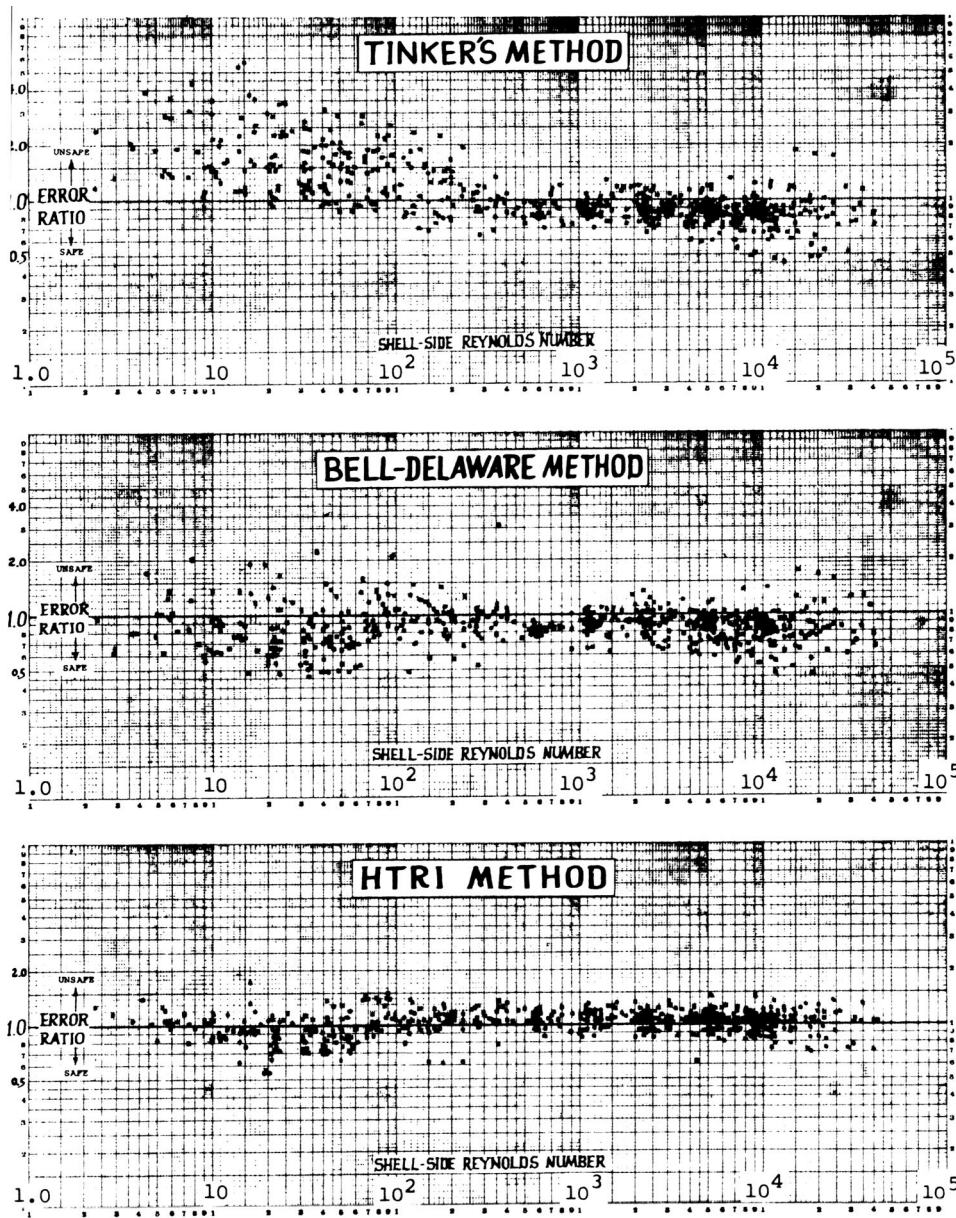 TINKER'S METHOD
4.0
2.0
UNSAFE
1.0
ERROR
RATIO
SAFE
0.5
SHELL-SIDE REYNOLDS NUMBER
1.0 10 10² 10³ 10⁴ 10⁵
BELL-DELAWARE METHOD
4.0
2.0
UNSAFE
1.0
ERROR
RATIO
SAFE
0.5
SHELL-SIDE REYNOLDS NUMBER
1.0 10 10² 10³ 10⁴ 10⁵
HTRI METHOD
2.0
UNSAFE
1.0
ERROR
RATIO
SAFE
0.5
SHELL-SIDE REYNOLDS NUMBER
1.0 10 10² 10³ 10⁴ 10⁵